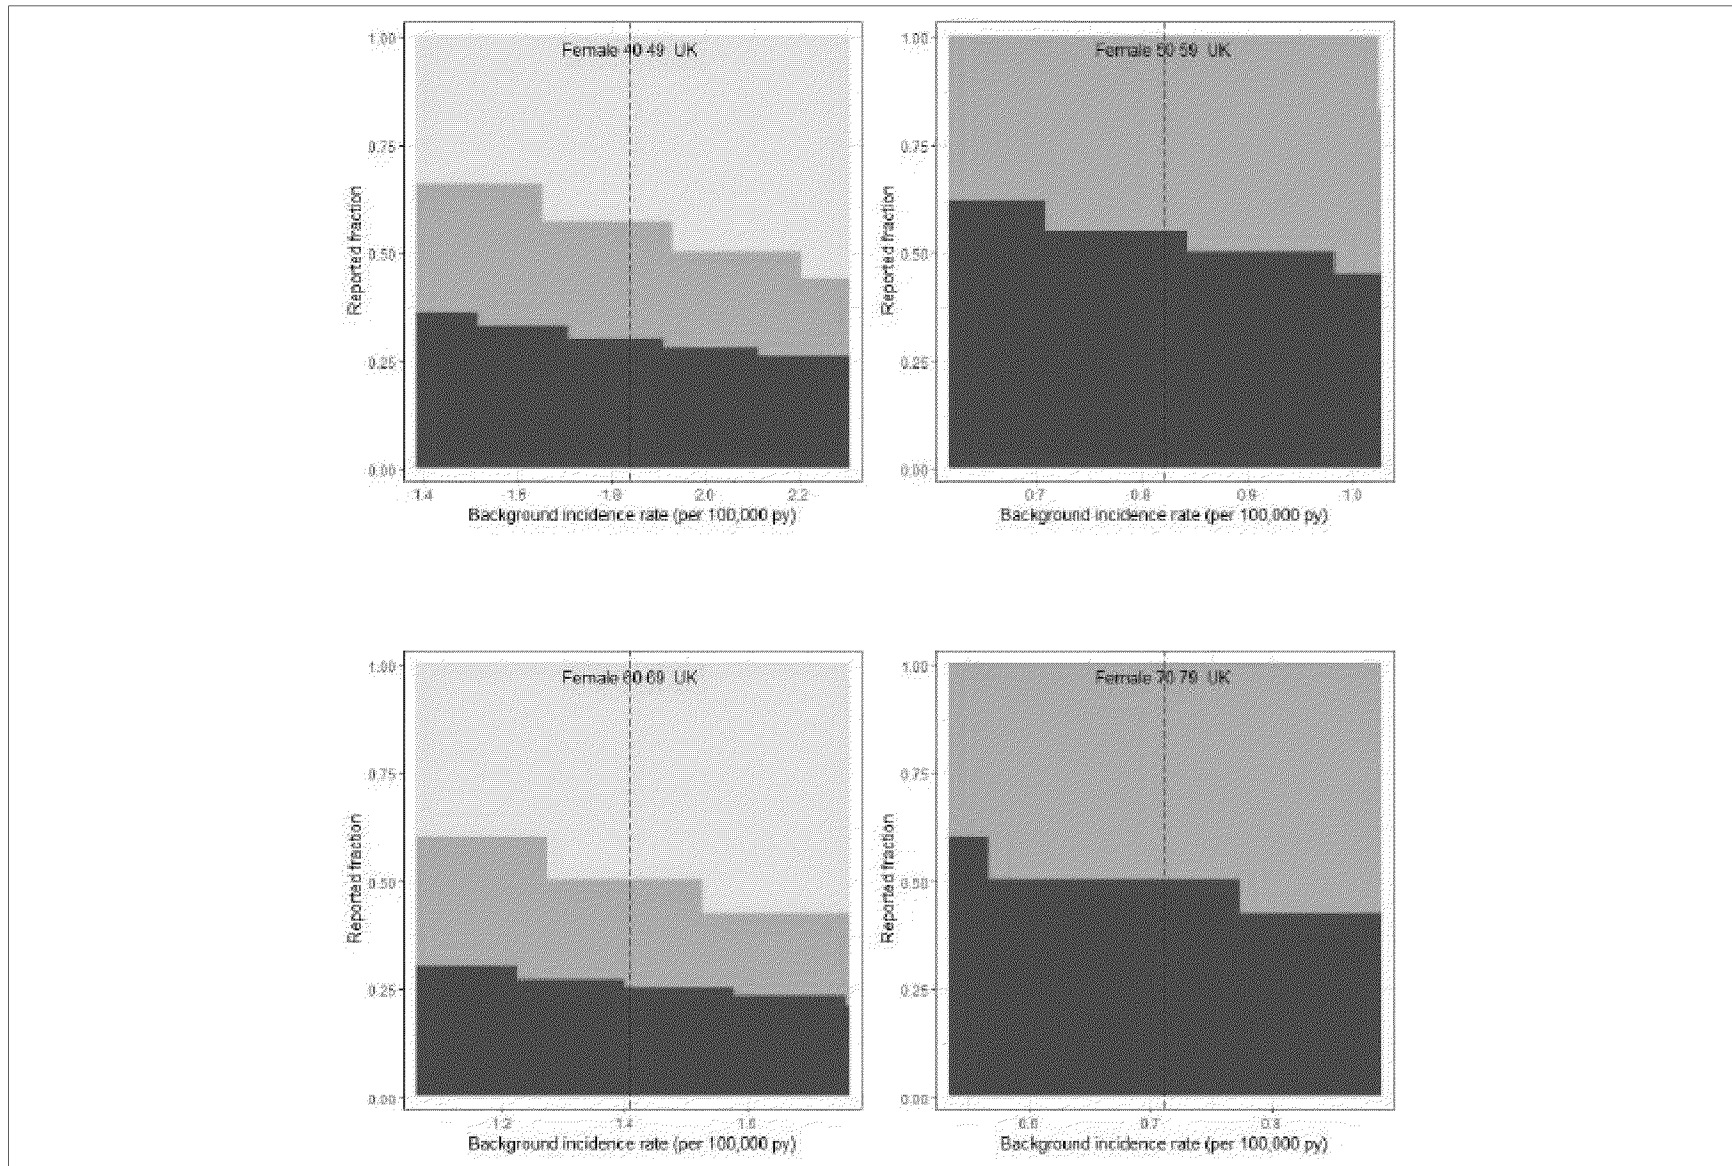 Female 40 49 UK
1.00
0.75
0.50
0.25
0.00
Reported fraction
1.4 1.6 1.8 2.0 2.2
Background incidence rate (per 100,000 py)
Female 50 59 UK
1.00
0.75
0.50
0.25
0.00
Reported fraction
0.7 0.8 0.9 1.0
Background incidence rate (per 100,000 py)
Female 60 69 UK
1.00
0.75
0.50
0.25
0.00
Reported fraction
1.2 1.4 1.6
Background incidence rate (per 100,000 py)
Female 70 79 UK
1.00
0.75
0.50
0.25
0.00
Reported fraction
0.6 0.7 0.8
Background incidence rate (per 100,000 py)